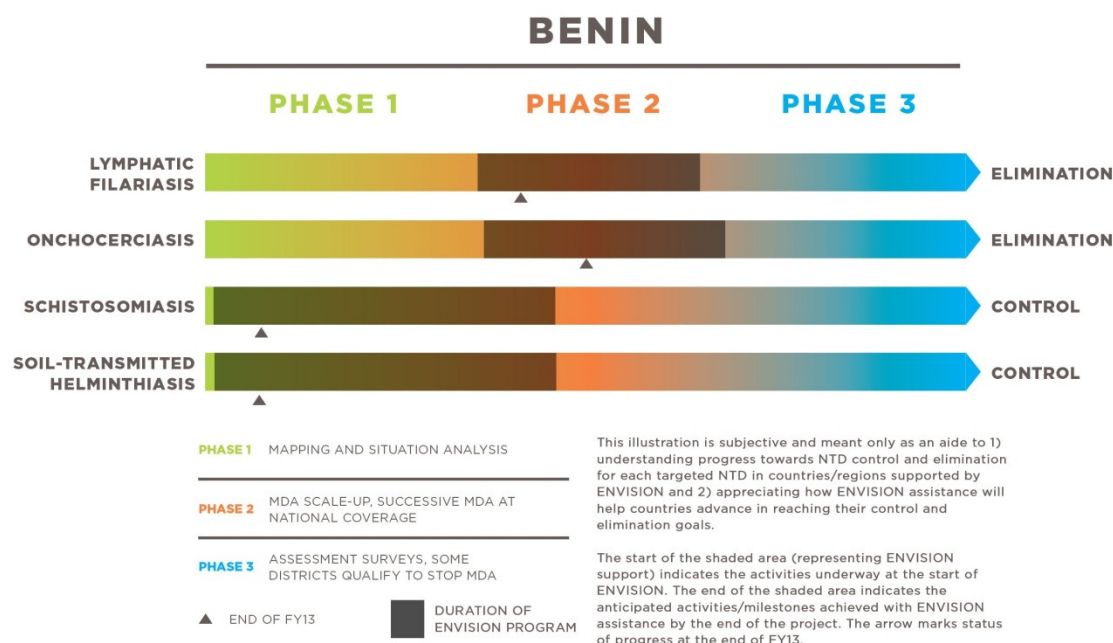 BENIN
PHASE 1
PHASE 2
PHASE 3
LYMPHATIC
FILARIASIS
ELIMINATION
ONCHOCERCIASIS
ELIMINATION
SCHISTOSOMIASIS
CONTROL
SOIL-TRANSMITTED
HELMINTHIASIS
CONTROL
PHASE 1 MAPPING AND SITUATION ANALYSIS
PHASE 2 MDA SCALE-UP, SUCCESSIVE MDA AT
NATIONAL COVERAGE
PHASE 3 ASSESSMENT SURVEYS, SOME
DISTRICTS QUALIFY TO STOP MDA
END OF FY13
DURATION OF
ENVISION PROGRAM
This illustration is subjective and meant only as an aide to 1)
understanding progress towards NTD control and elimination
for each targeted NTD in countries/regions supported by
ENVISION and 2) appreciating how ENVISION assistance will
help countries advance in reaching their control and
elimination goals.
The start of the shaded area (representing ENVISION
support) indicates the activities underway at the start of
ENVISION. The end of the shaded area indicates the
anticipated activities/milestones achieved with ENVISION
assistance by the end of the project. The arrow marks status
of progress at the end of FY13.